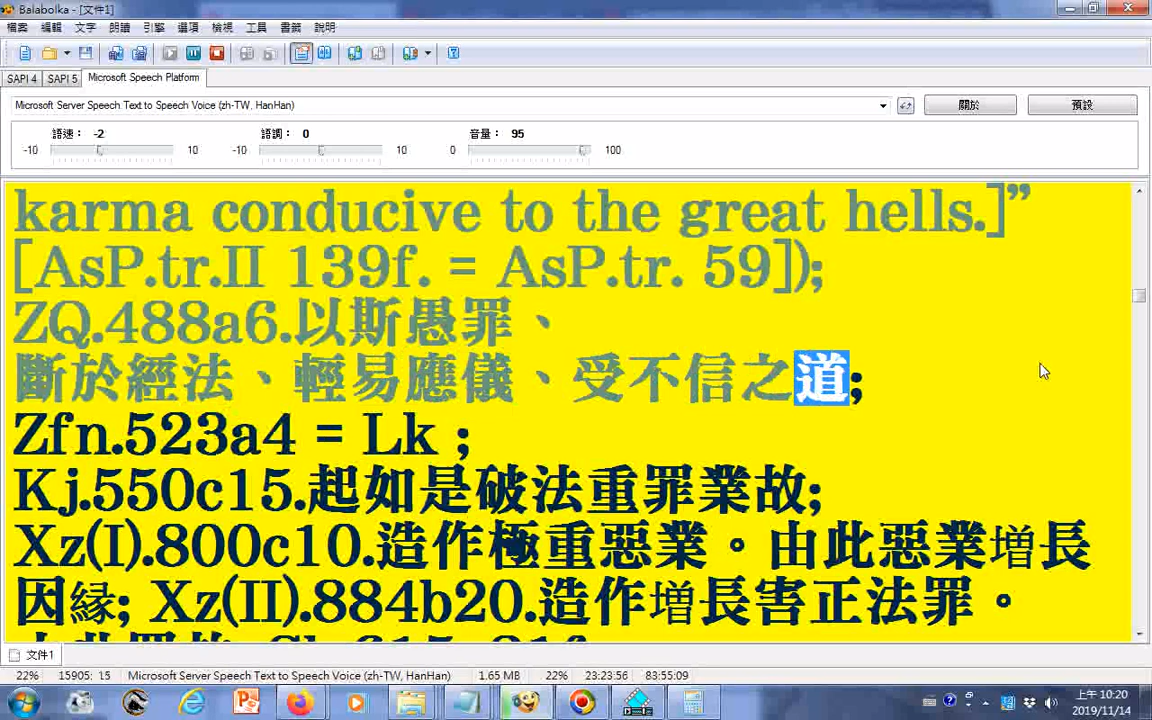 Balabolka - [文件1]
檔案 編輯 文字 朗讀 引擎 選項 檢視 工具 書籤 說明
SAPI 4 SAPI 5 Microsoft Speech Platform
Microsoft Server Speech Text to Speech Voice (zh-TW, HanHan) 關於 預設
語速： -2 語調： 0 音量： 95
-10 10 -10 10 0 100
karma conducive to the great hells.]”
[AsP.tr.II 139f. = AsP.tr. 59]);
ZQ.488a6.以斯愚罪、
斷於經法、輕易應儀、受不信之道;
Zfn.523a4 = Lk ;
Kj.550c15.起如是破法重罪業故;
Xz(I).800c10.造作極重惡業。由此惡業增長
因縁; Xz(II).884b20.造作增長害正法罪。
文件1
22% 15905: 15 Microsoft Server Speech Text to Speech Voice (zh-TW, HanHan) 1.65 MB 22% 23:23:56 83:55:09
上午 10:20
2019/11/14